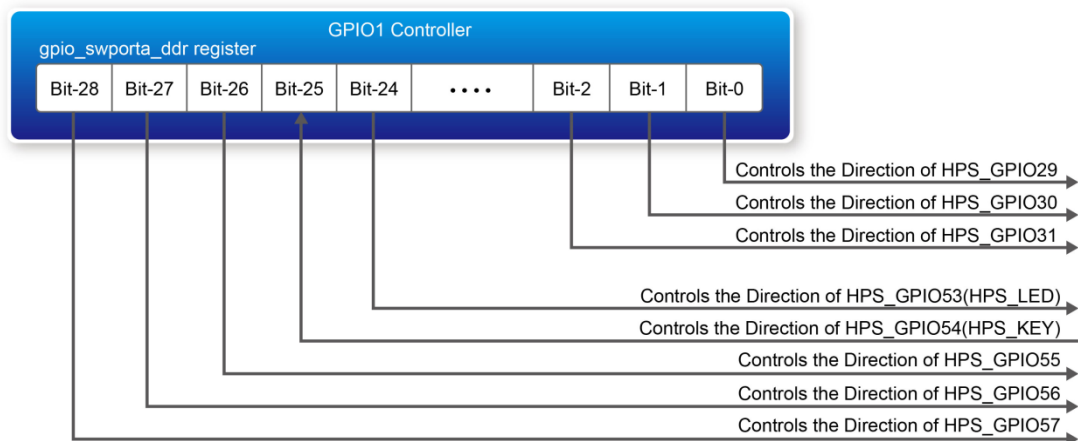 GPIO1 Controller
gpio_swporta_ddr register
Bit-28 Bit-27 Bit-26 Bit-25 Bit-24 •••• Bit-2 Bit-1 Bit-0
Controls the Direction of HPS_GPIO29
Controls the Direction of HPS_GPIO30
Controls the Direction of HPS_GPIO31
Controls the Direction of HPS_GPIO53(HPS_LED)
Controls the Direction of HPS_GPIO54(HPS_KEY)
Controls the Direction of HPS_GPIO55
Controls the Direction of HPS_GPIO56
Controls the Direction of HPS_GPIO57